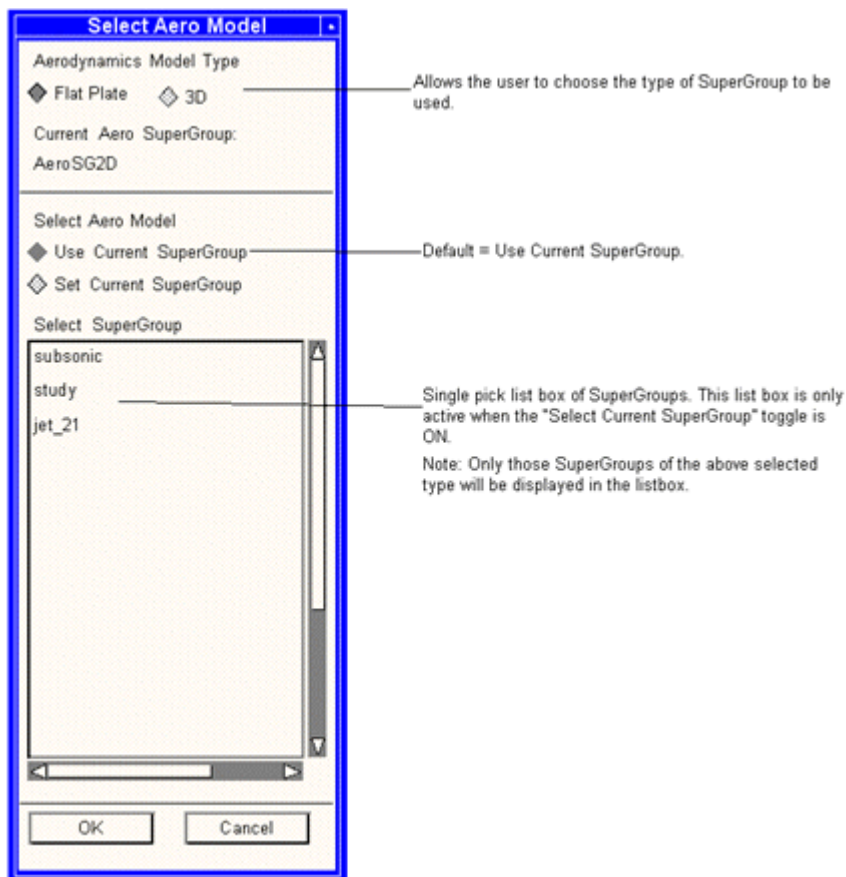 Select Aero Model
Aerodynamics Model Type
Flat Plate 3D
Allows the user to choose the type of SuperGroup to be
used.
Current Aero SuperGroup:
AeroSG2D
Select Aero Model
Use Current SuperGroup
Default = Use Current SuperGroup.
Set Current SuperGroup
Select SuperGroup
subsonic
study
jet_21
Single pick list box of SuperGroups. This list box is only
active when the "Select Current SuperGroup" toggle is
ON.
Note: Only those SuperGroups of the above selected
type will be displayed in the listbox.
OK Cancel